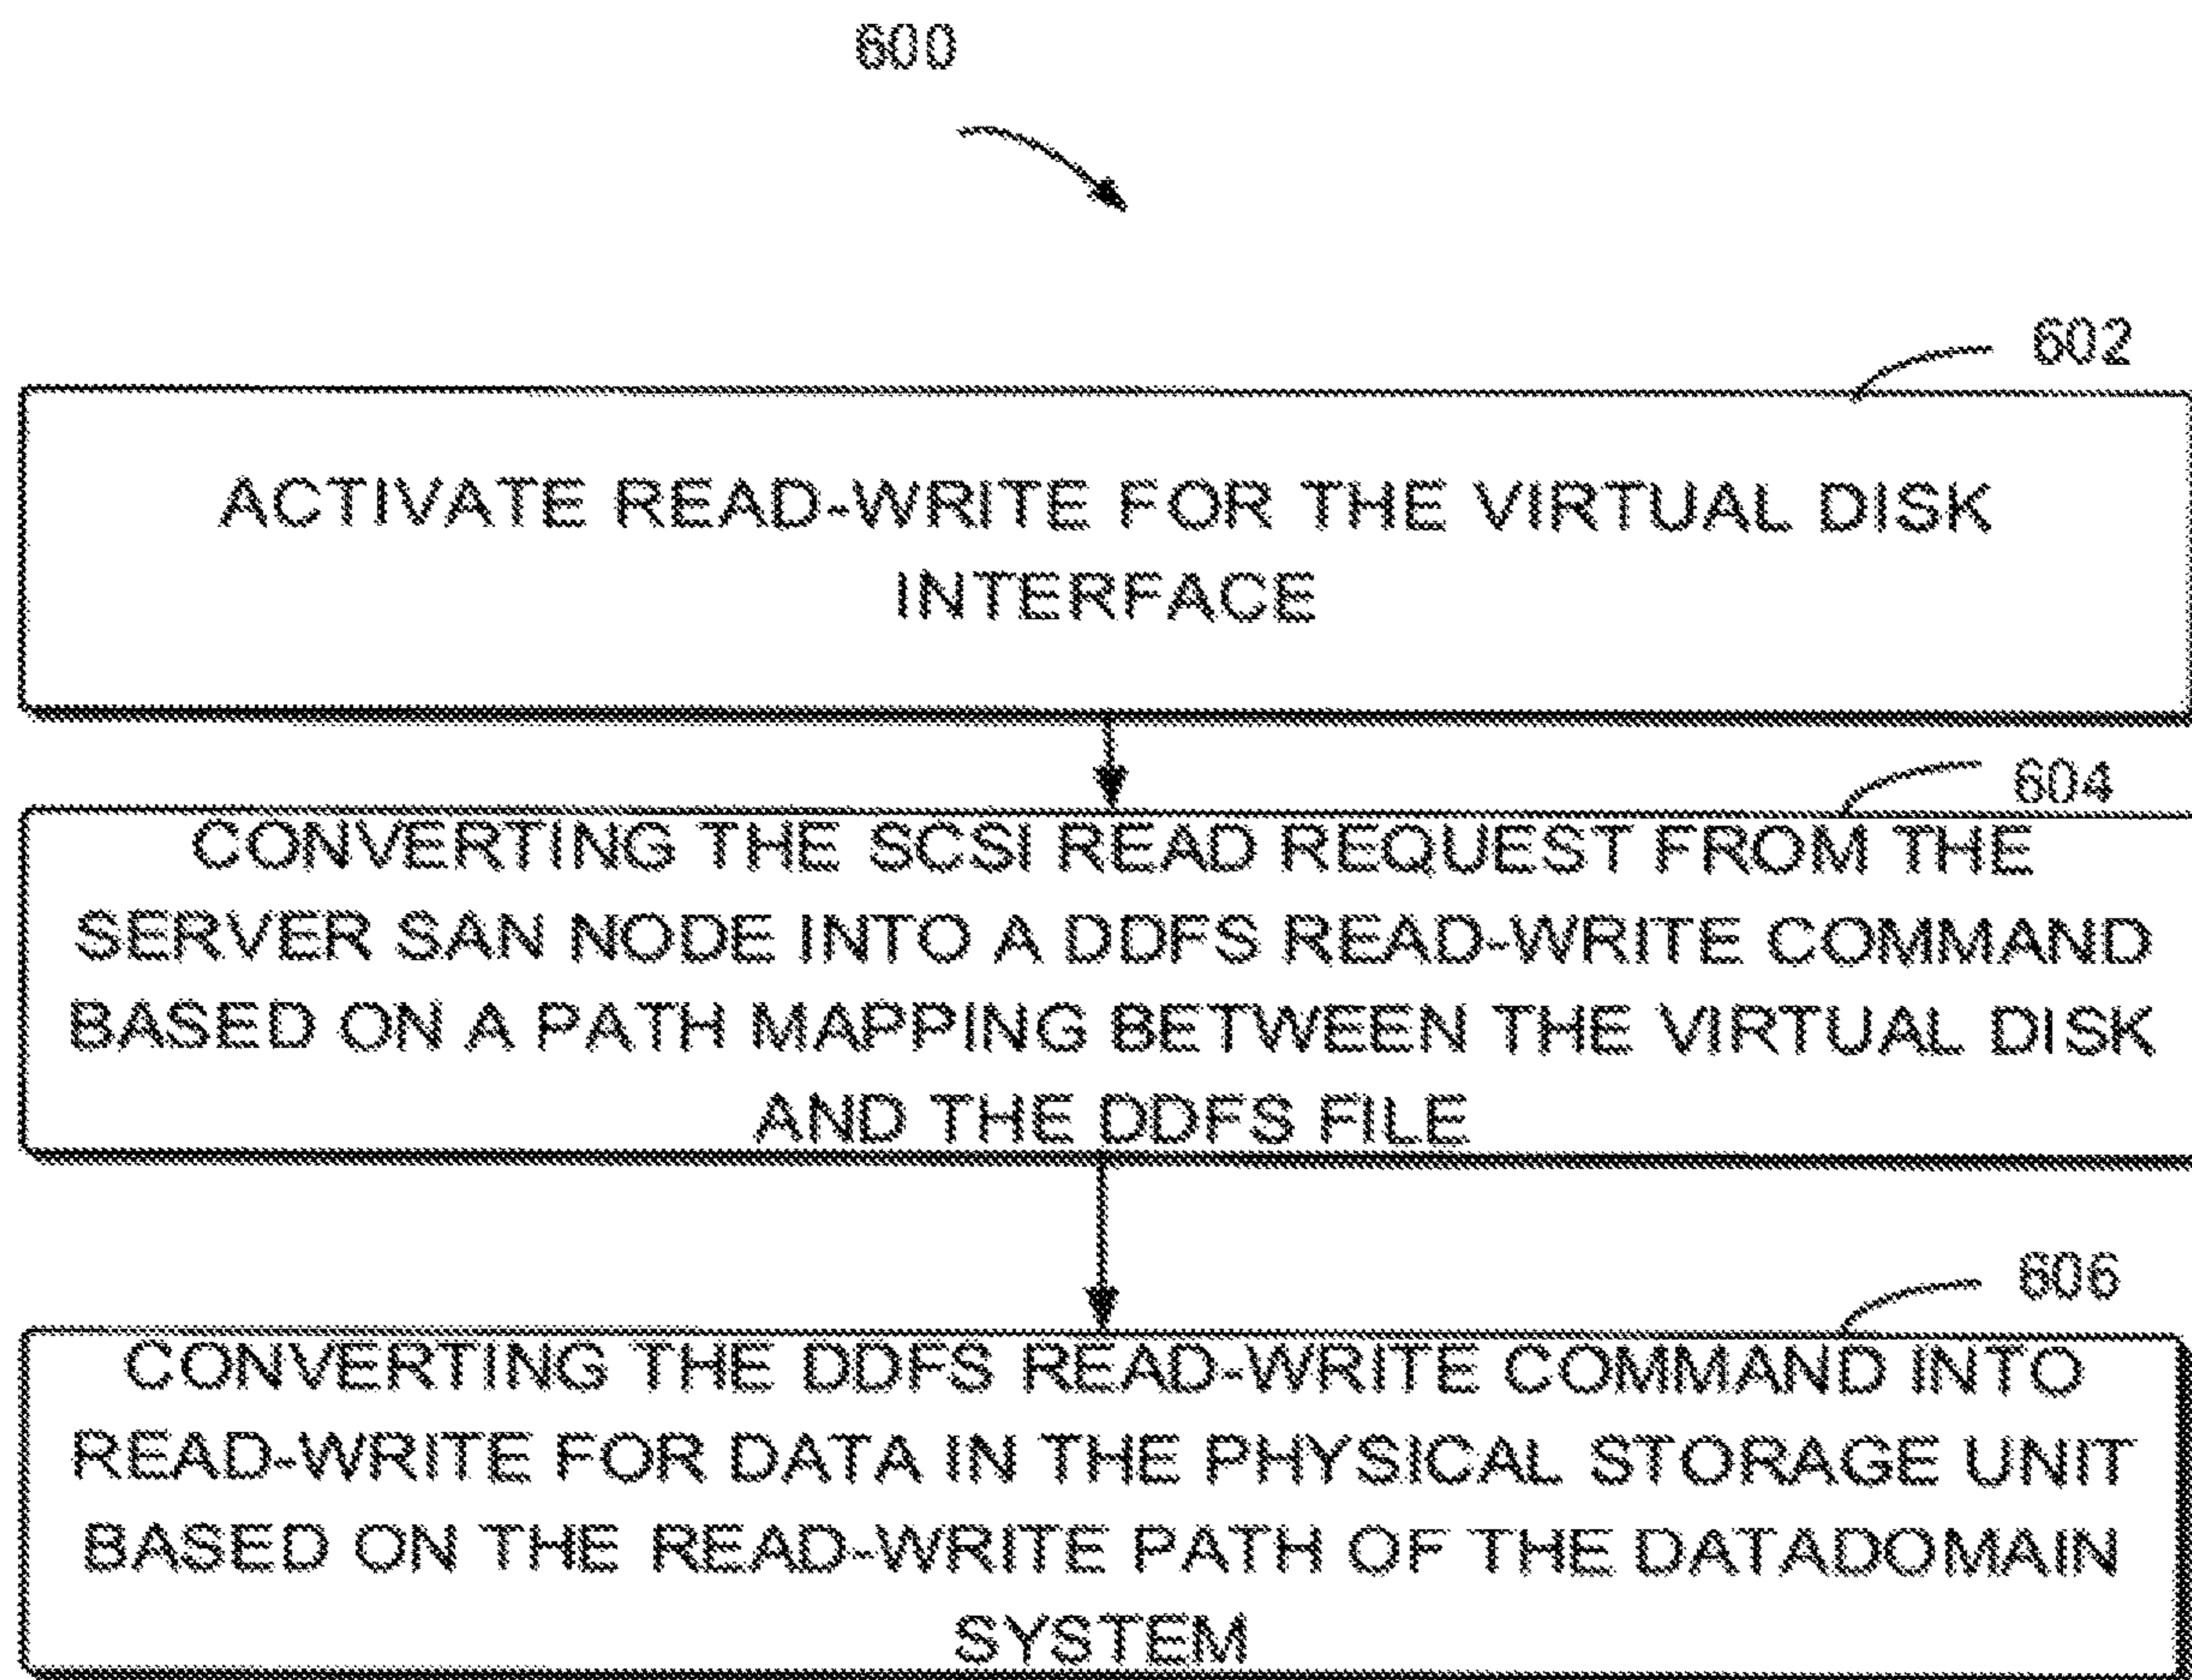 600
602
ACTIVATE READ-WRITE FOR THE VIRTUAL DISK
INTERFACE
604
CONVERTING THE SCSI READ REQUEST FROM THE
SERVER SAN NODE INTO A DDFS READ-WRITE COMMAND
BASED ON A PATH MAPPING BETWEEN THE VIRTUAL DISK
AND THE DDFS FILE
606
CONVERTING THE DDFS READ-WRITE COMMAND INTO
READ-WRITE FOR DATA IN THE PHYSICAL STORAGE UNIT
BASED ON THE READ-WRITE PATH OF THE DATADOMAIN
SYSTEM